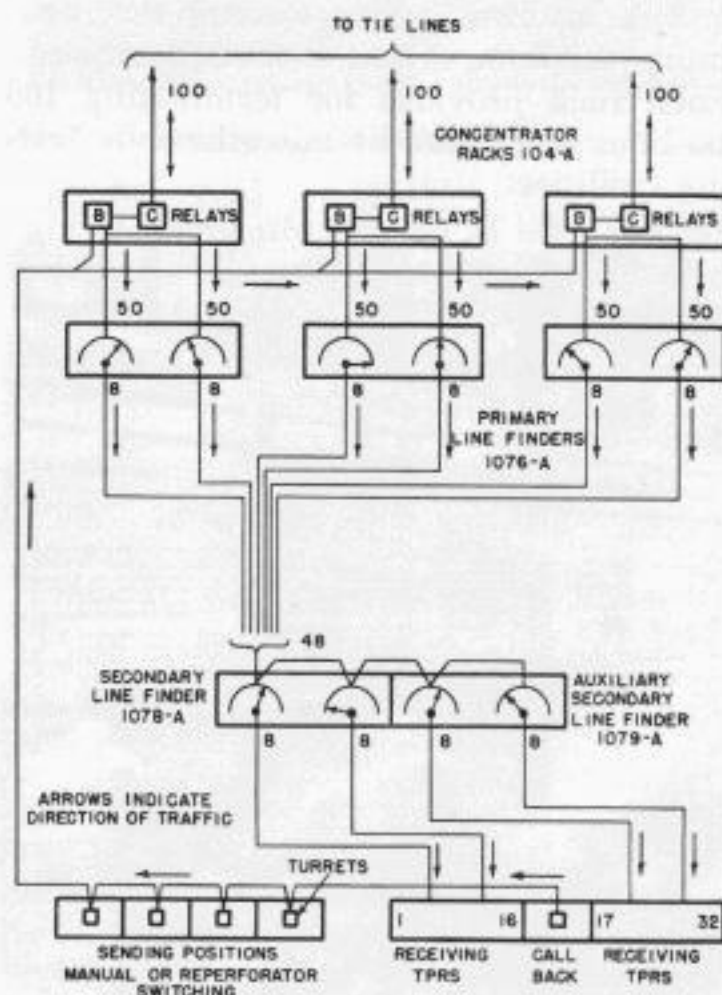 TO TIE LINES
100 100 100
CONCENTRATOR
RACKS 104-A
B C RELAYS B C RELAYS B C RELAYS
50 50 50 50 50 50
8 8 8 8 8 8
PRIMARY
LINE FINDERS
1076-A
48
SECONDARY
LINE FINDER
1078-A
AUXILIARY
SECONDARY
LINE FINDER
1079-A
8 8 8 8
ARROWS INDICATE
DIRECTION OF TRAFFIC
TURRETS
1 16 17 32
SENDING POSITIONS
MANUAL OR REPERFORATOR
SWITCHING
RECEIVING
TPRS
CALL
BACK
RECEIVING
TPRS